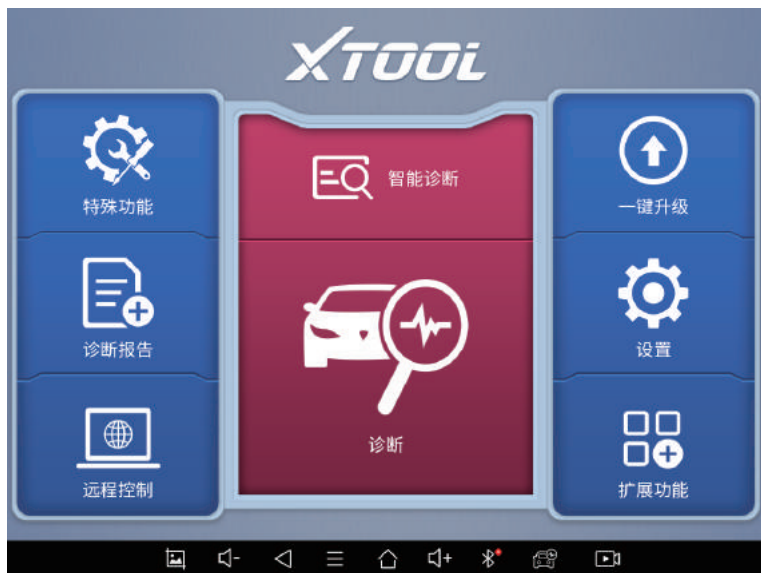 XTOOL
特殊功能
智能诊断
一键升级
诊断报告
诊断
设置
远程控制
扩展功能